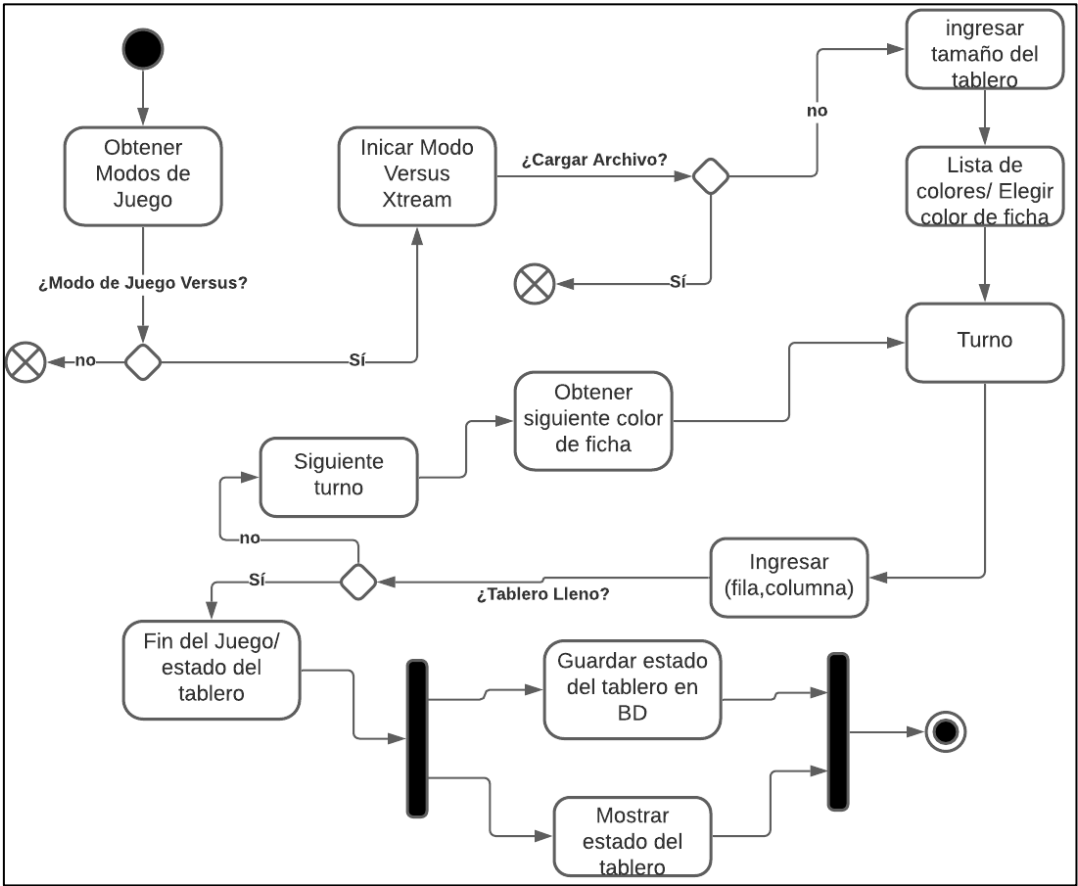 ingresar
tamaño del
tablero
Obtener
Modos de
Juego
Inicar Modo
Versus
Xtream
¿Cargar Archivo?
no
Lista de
colores/ Elegir
color de ficha
¿Modo de Juego Versus?
Sí
no
Sí
Turno
Obtener
siguiente color
de ficha
Siguiente
turno
no
Sí
¿Tablero Lleno?
Ingresar
(fila,columna)
Fin del Juego/
estado del
tablero
Guardar estado
del tablero en
BD
Mostrar
estado del
tablero